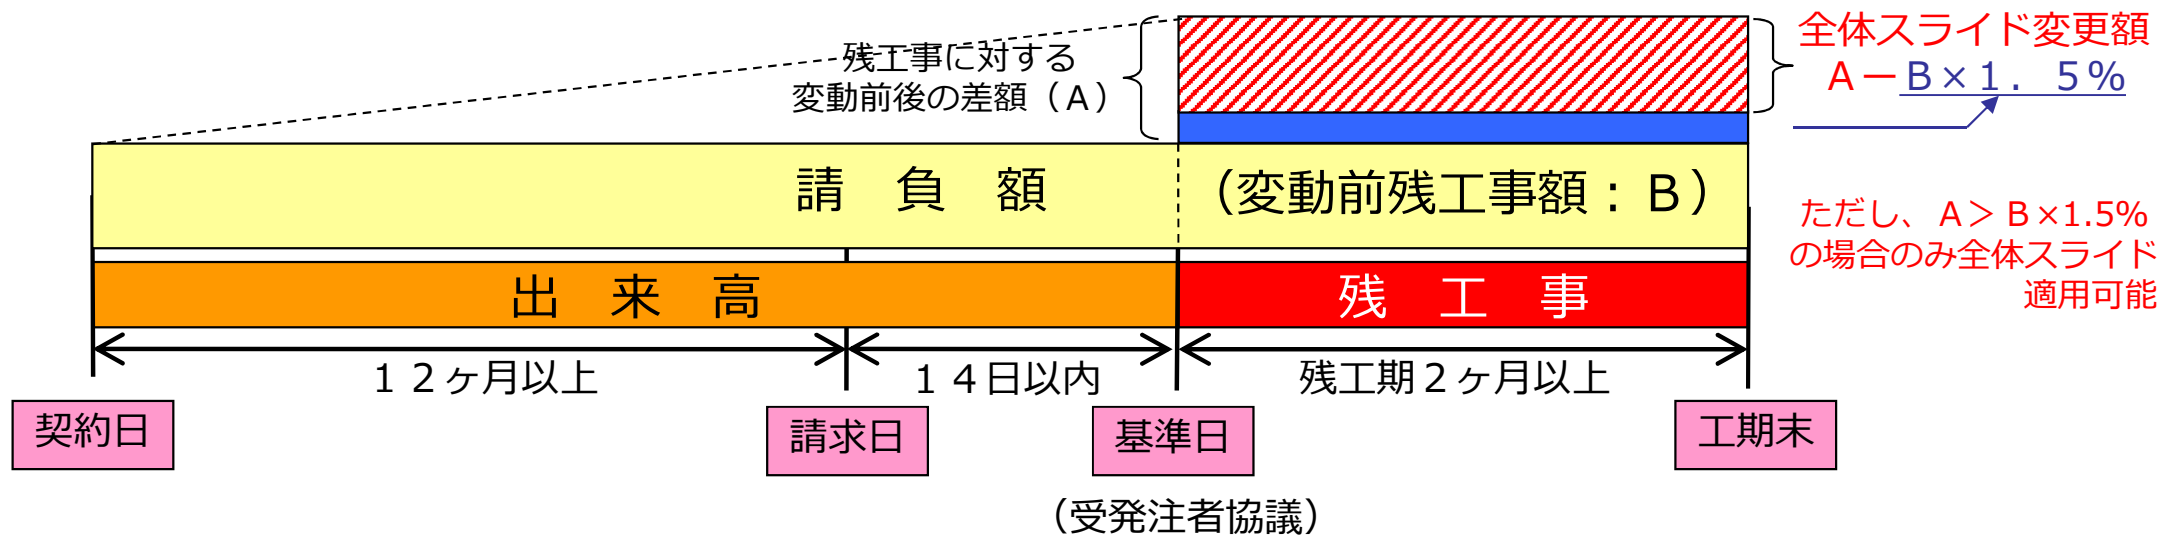 残工事に対する
変動前後の差額（Ａ）
全体スライド変更額
Ａ－Ｂ×１．５％
請　負　額
（変動前残工事額：Ｂ）
ただし、Ａ＞Ｂ×1.5%
の場合のみ全体スライド
適用可能
出　来　高
残　工　事
１２ヶ月以上
１４日以内
残工期２ヶ月以上
契約日
請求日
基準日
工期末
（受発注者協議）